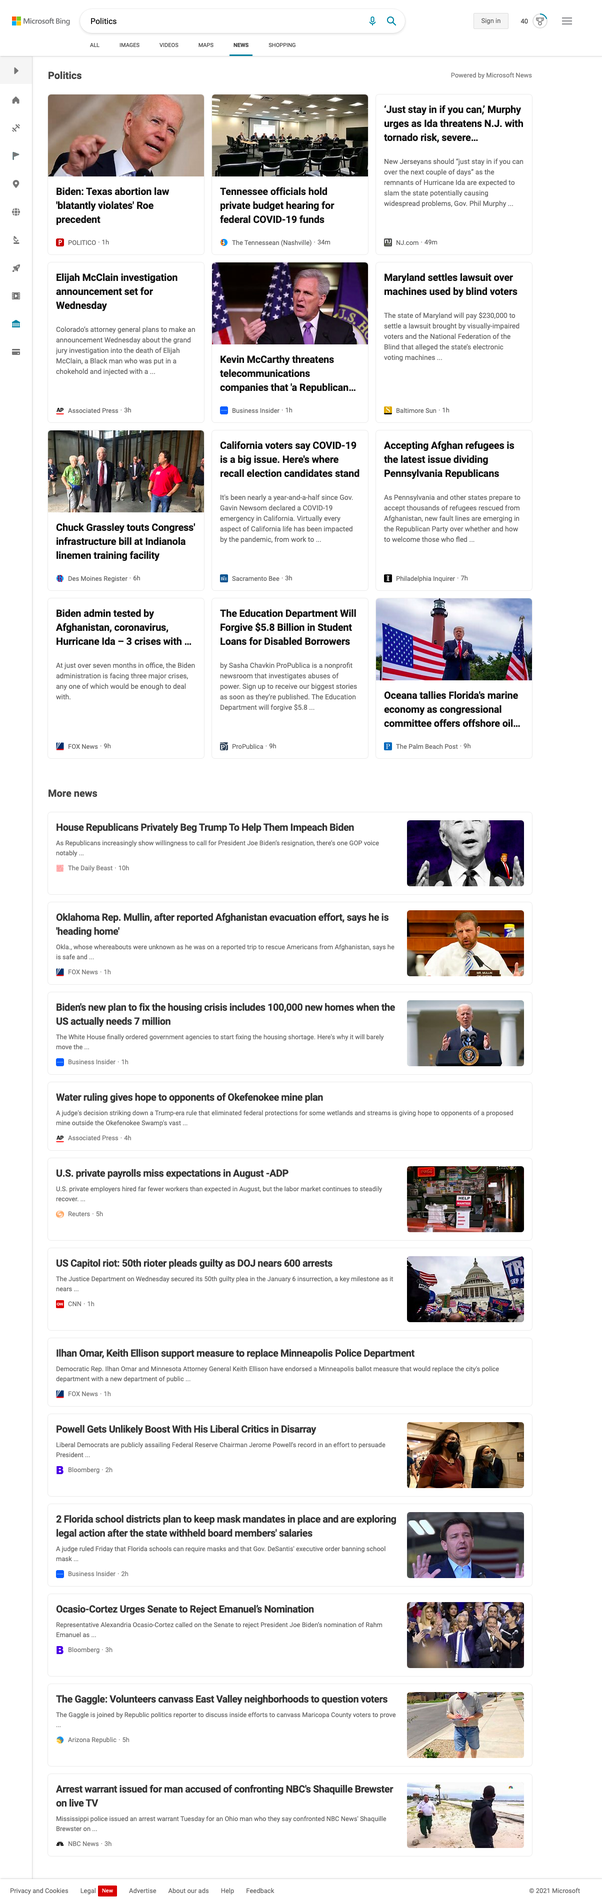 Microsoft Bing
Politics
Sign in
40
ALL
IMAGES
VIDEOS
MAPS
NEWS
SHOPPING
Politics
Powered by Microsoft News
Biden: Texas abortion law
'blatantly violates' Roe
precedent
POLITICO · 1h
Tennessee officials hold
private budget hearing for
federal COVID-19 funds
The Tennessean (Nashville) · 34m
'Just stay in if you can,' Murphy
urges as Ida threatens N.J. with
tornado risk, severe...
New Jerseyans should "just stay in if you can
over the next couple of days" as the
remnants of Hurricane Ida are expected to
slam the state potentially causing
widespread problems, Gov. Phil Murphy ...
NJ.com · 49m
Elijah McClain investigation
announcement set for
Wednesday
Colorado's attorney general plans to make an
announcement Wednesday about the grand
jury investigation into the death of Elijah
McClain, a Black man who was put in a
chokehold and injected with a ...
AP
Associated Press · 3h
Kevin McCarthy threatens
telecommunications
companies that 'a Republican...
Business Insider · 1h
Maryland settles lawsuit over
machines used by blind voters
The state of Maryland will pay $230,000 to
settle a lawsuit brought by visually-impaired
voters and the National Federation of the
Blind that alleged the state's electronic
voting machines ...
Baltimore Sun · 1h
Chuck Grassley touts Congress'
infrastructure bill at Indianola
linemen training facility
Des Moines Register · 6h
California voters say COVID-19
is a big issue. Here's where
recall election candidates stand
It's been nearly a year-and-a-half since Gov.
Gavin Newsom declared a COVID-19
emergency in California. Virtually every
aspect of California life has been impacted
by the pandemic, from work to ...
Sacramento Bee · 3h
Accepting Afghan refugees is
the latest issue dividing
Pennsylvania Republicans
As Pennsylvania and other states prepare to
accept thousands of refugees rescued from
Afghanistan, new fault lines are emerging in
the Republican Party over whether and how
to welcome those who fled ...
Philadelphia Inquirer · 7h
Biden admin tested by
Afghanistan, coronavirus,
Hurricane Ida – 3 crises with ...
At just over seven months in office, the Biden
administration is facing three major crises,
any one of which would be enough to deal
with.
FOX News · 9h
The Education Department Will
Forgive $5.8 Billion in Student
Loans for Disabled Borrowers
by Sasha Chavkin ProPublica is a nonprofit
newsroom that investigates abuses of
power. Sign up to receive our biggest stories
as soon as they're published. The Education
Department will forgive $5.8 ...
ProPublica · 9h
Oceana tallies Florida's marine
economy as congressional
committee offers offshore oil...
The Palm Beach Post · 9h
More news
House Republicans Privately Beg Trump To Help Them Impeach Biden
As Republicans increasingly show willingness to call for President Joe Biden's resignation, there's one GOP voice
notably ...
The Daily Beast · 10h
Oklahoma Rep. Mullin, after reported Afghanistan evacuation effort, says he is
'heading home'
Okla., whose whereabouts were unknown as he was on a reported trip to rescue Americans from Afghanistan, says he
is safe and ...
FOX News · 1h
Biden's new plan to fix the housing crisis includes 100,000 new homes when the
US actually needs 7 million
The White House finally ordered government agencies to start fixing the housing shortage. Here's why it will barely
move the ...
Business Insider · 1h
Water ruling gives hope to opponents of Okefenokee mine plan
A judge's decision striking down a Trump-era rule that eliminated federal protections for some wetlands and streams is giving hope to opponents of a proposed
mine outside the Okefenokee Swamp's vast ...
AP
Associated Press · 4h
U.S. private payrolls miss expectations in August -ADP
U.S. private employers hired far fewer workers than expected in August, but the labor market continues to steadily
recover. ...
Reuters · 5h
HELP
US Capitol riot: 50th rioter pleads guilty as DOJ nears 600 arrests
The Justice Department on Wednesday secured its 50th guilty plea in the January 6 insurrection, a key milestone as it
nears ...
CNN · 1h
TR
Ilhan Omar, Keith Ellison support measure to replace Minneapolis Police Department
Democratic Rep. Ilhan Omar and Minnesota Attorney General Keith Ellison have endorsed a Minneapolis ballot measure that would replace the city's police
department with a new department of public ...
FOX News · 1h
Powell Gets Unlikely Boost With His Liberal Critics in Disarray
Liberal Democrats are publicly assailing Federal Reserve Chairman Jerome Powell's record in an effort to persuade
President ...
Bloomberg · 2h
2 Florida school districts plan to keep mask mandates in place and are exploring
legal action after the state withheld board members' salaries
A judge ruled Friday that Florida schools can require masks and that Gov. DeSantis' executive order banning school
mask ...
Business Insider · 2h
Ocasio-Cortez Urges Senate to Reject Emanuel's Nomination
Representative Alexandria Ocasio-Cortez called on the Senate to reject President Joe Biden's nomination of Rahm
Emanuel as ...
Bloomberg · 3h
The Gaggle: Volunteers canvass East Valley neighborhoods to question voters
The Gaggle is joined by Republic politics reporter to discuss inside efforts to canvass Maricopa County voters to prove
...
Arizona Republic · 5h
Arrest warrant issued for man accused of confronting NBC's Shaquille Brewster
on live TV
Mississippi police issued an arrest warrant Tuesday for an Ohio man who they say confronted NBC News' Shaquille
Brewster on ...
NBC News · 3h
Privacy and Cookies
Legal
New
Advertise
About our ads
Help
Feedback
© 2021 Microsoft